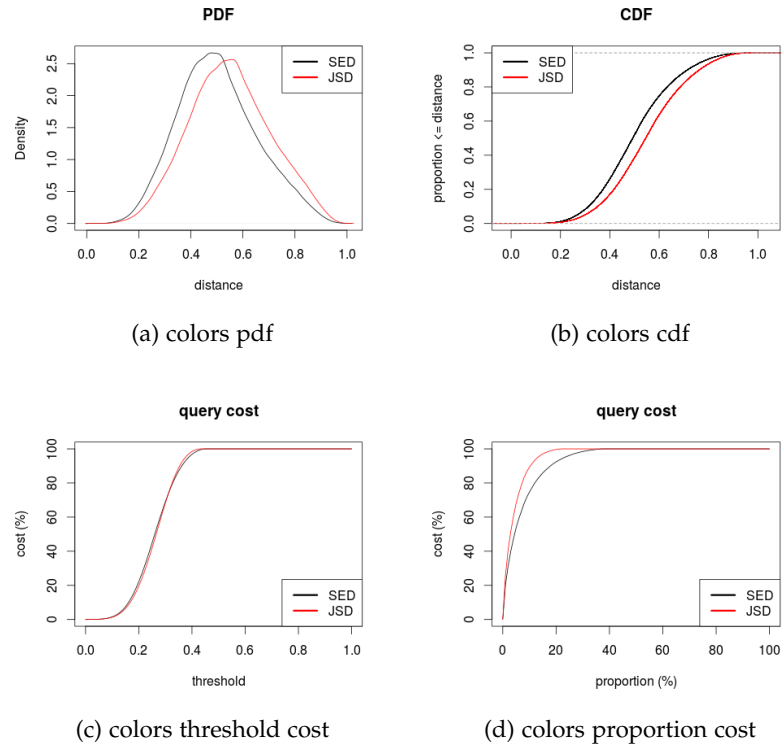 PDF
Density
0.0 0.5 1.0 1.5 2.0 2.5
SED
JSD
0.0 0.2 0.4 0.6 0.8 1.0
distance
(a) colors pdf
CDF
proportion <= distance
0.0 0.2 0.4 0.6 0.8 1.0
SED
JSD
0.0 0.2 0.4 0.6 0.8 1.0
distance
(b) colors cdf
query cost
cost (%)
0 20 40 60 80 100
SED
JSD
0.0 0.2 0.4 0.6 0.8 1.0
threshold
(c) colors threshold cost
query cost
cost (%)
0 20 40 60 80 100
SED
JSD
0 20 40 60 80 100
proportion (%)
(d) colors proportion cost